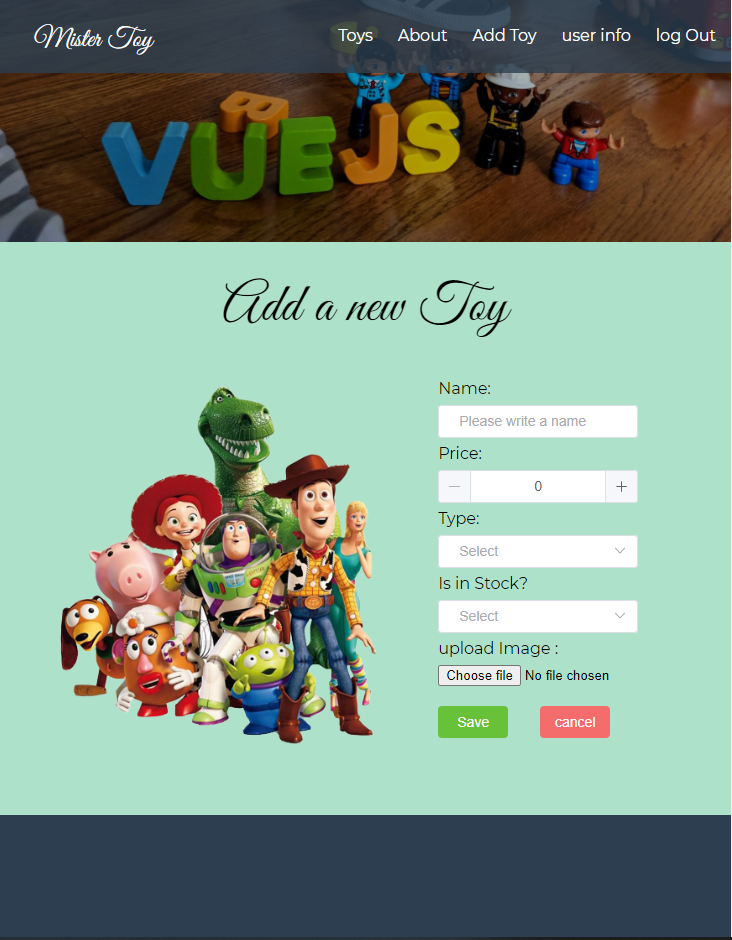 Mister Toy
Toys About Add Toy user info log Out
B
VUEJS
Add a new Toy
Name:
Please write a name
Price:
0
Type:
Select
Is in Stock?
Select
upload Image :
Choose file No file chosen
Save cancel